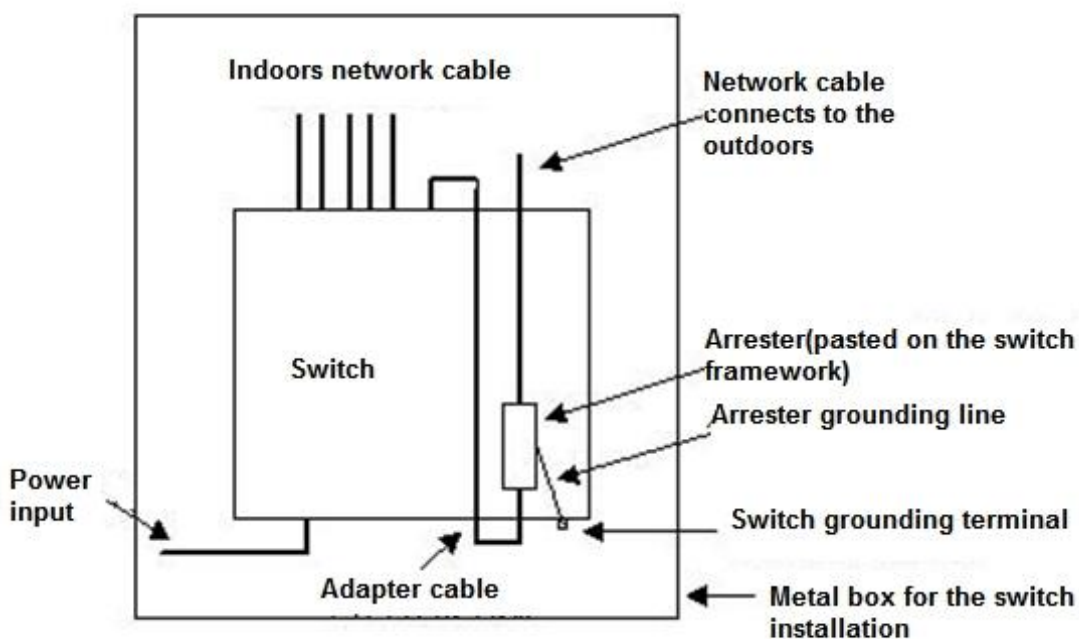 Indoors network cable
Network cable
connects to the
outdoors
Switch
Arrester(pasted on the switch
framework)
Arrester grounding line
Power
input
Switch grounding terminal
Adapter cable
Metal box for the switch
installation